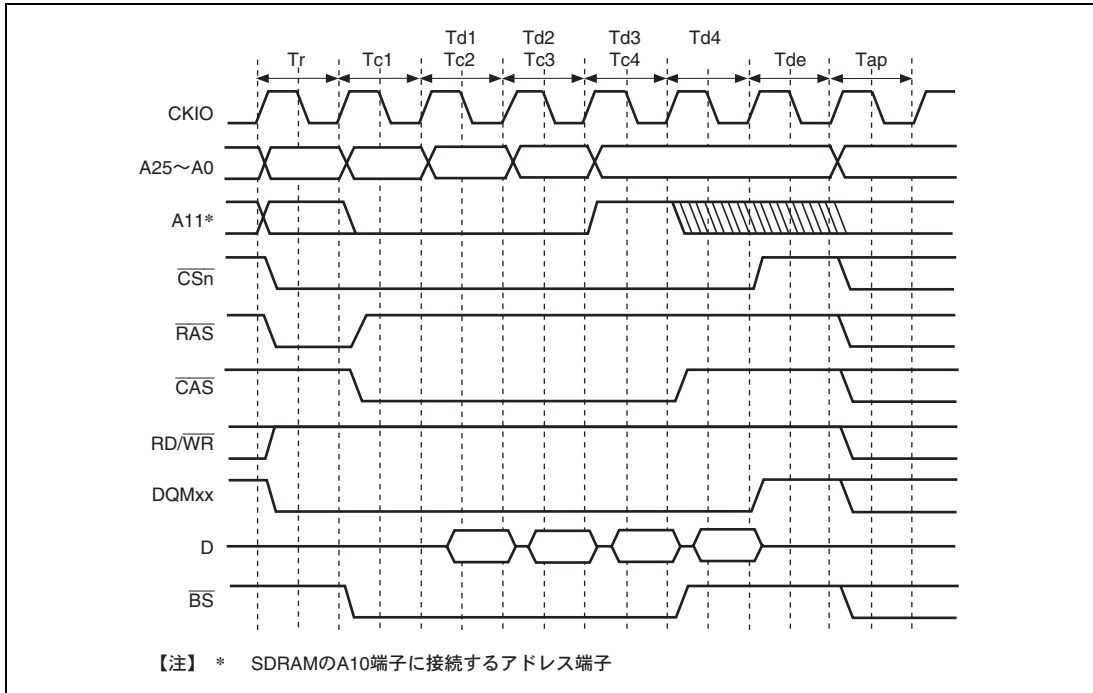 Td1 Td2 Td3 Td4
Tr Tc1 Tc2 Tc3 Tc4 Tde Tap
CKIO
A25～A0
A11*
CSn
RAS
CAS
RD/WR
DQMxx
D
BS
【注】 * SDRAMのA10端子に接続するアドレス端子